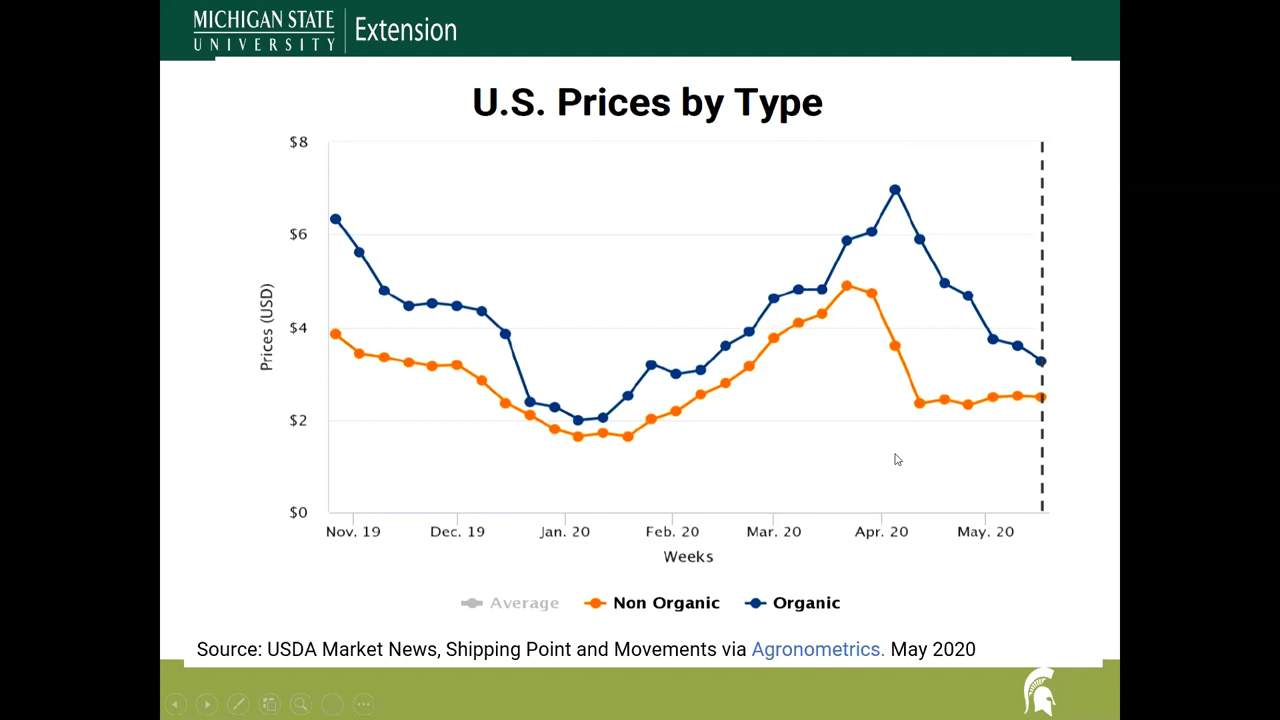 MICHIGAN STATE
UNIVERSITY
Extension
U.S. Prices by Type
$8
$6
$4
$2
$0
Prices (USD)
Nov. 19 Dec. 19 Jan. 20 Feb. 20 Mar. 20 Apr. 20 May. 20
Weeks
Average Non Organic Organic
Source: USDA Market News, Shipping Point and Movements via Agronometrics. May 2020